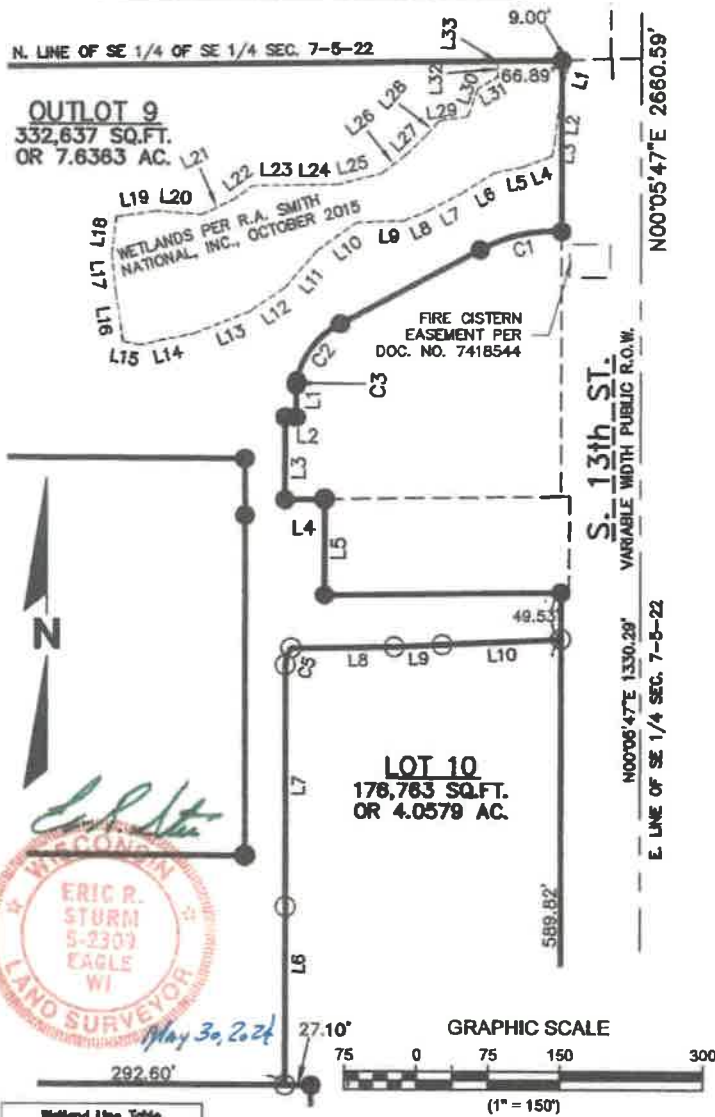 9.00'
L33
N. LINE OF SE 1/4 OF SE 1/4 SEC. 7-5-22
L32
66.89'
L1
N00°05'47"E 2660.59'
OUTLOT 9
332,637 SQ.FT.
OR 7.6363 AC.
L30
L31
L28
L29
L26
L27
L2
L3
L21
L22
L23
L24
L25
L19
L20
L6
L5
L4
WETLANDS PER R.A. SMITH
NATIONAL, INC., OCTOBER 2015
L18
L17
L16
L15
L14
L13
L12
L11
L10
L9
L8
L7
C1
FIRE CISTERN
EASEMENT PER
DOC. NO. 7418544
C2
C3
L1
L2
L3
L4
L5
S. 13th ST.
VARIABLE WIDTH PUBLIC R.O.W.
N
49.53'
C5
L8
L9
L10
N00°05'47"E 1330.29'
E. LINE OF SE 1/4 SEC. 7-5-22
L7
LOT 10
176,763 SQ.FT.
OR 4.0579 AC.
WISCONSIN
ERIC R.
STURM
S-2309
EAGLE
WI
LAND SURVEYOR
May 30, 2024
L6
589.82'
292.60'
27.10'
GRAPHIC SCALE
75 0 75 150 300
(1" = 150')
Wetland Line Table